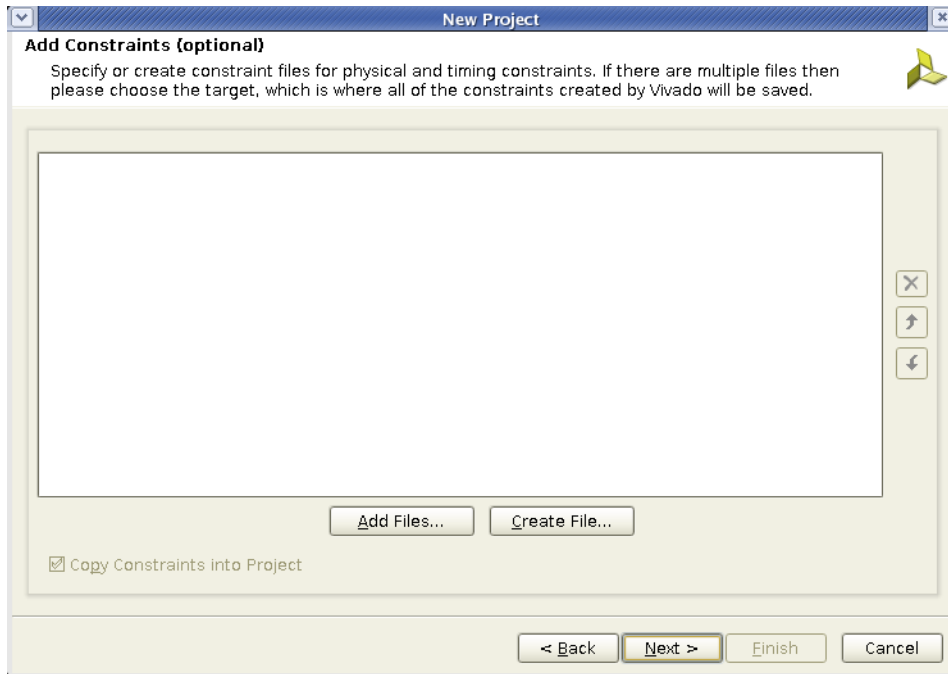 New Project
Add Constraints (optional)
Specify or create constraint files for physical and timing constraints. If there are multiple files then
please choose the target, which is where all of the constraints created by Vivado will be saved.
Add Files...
Create File...
Copy Constraints into Project
< Back
Next >
Finish
Cancel